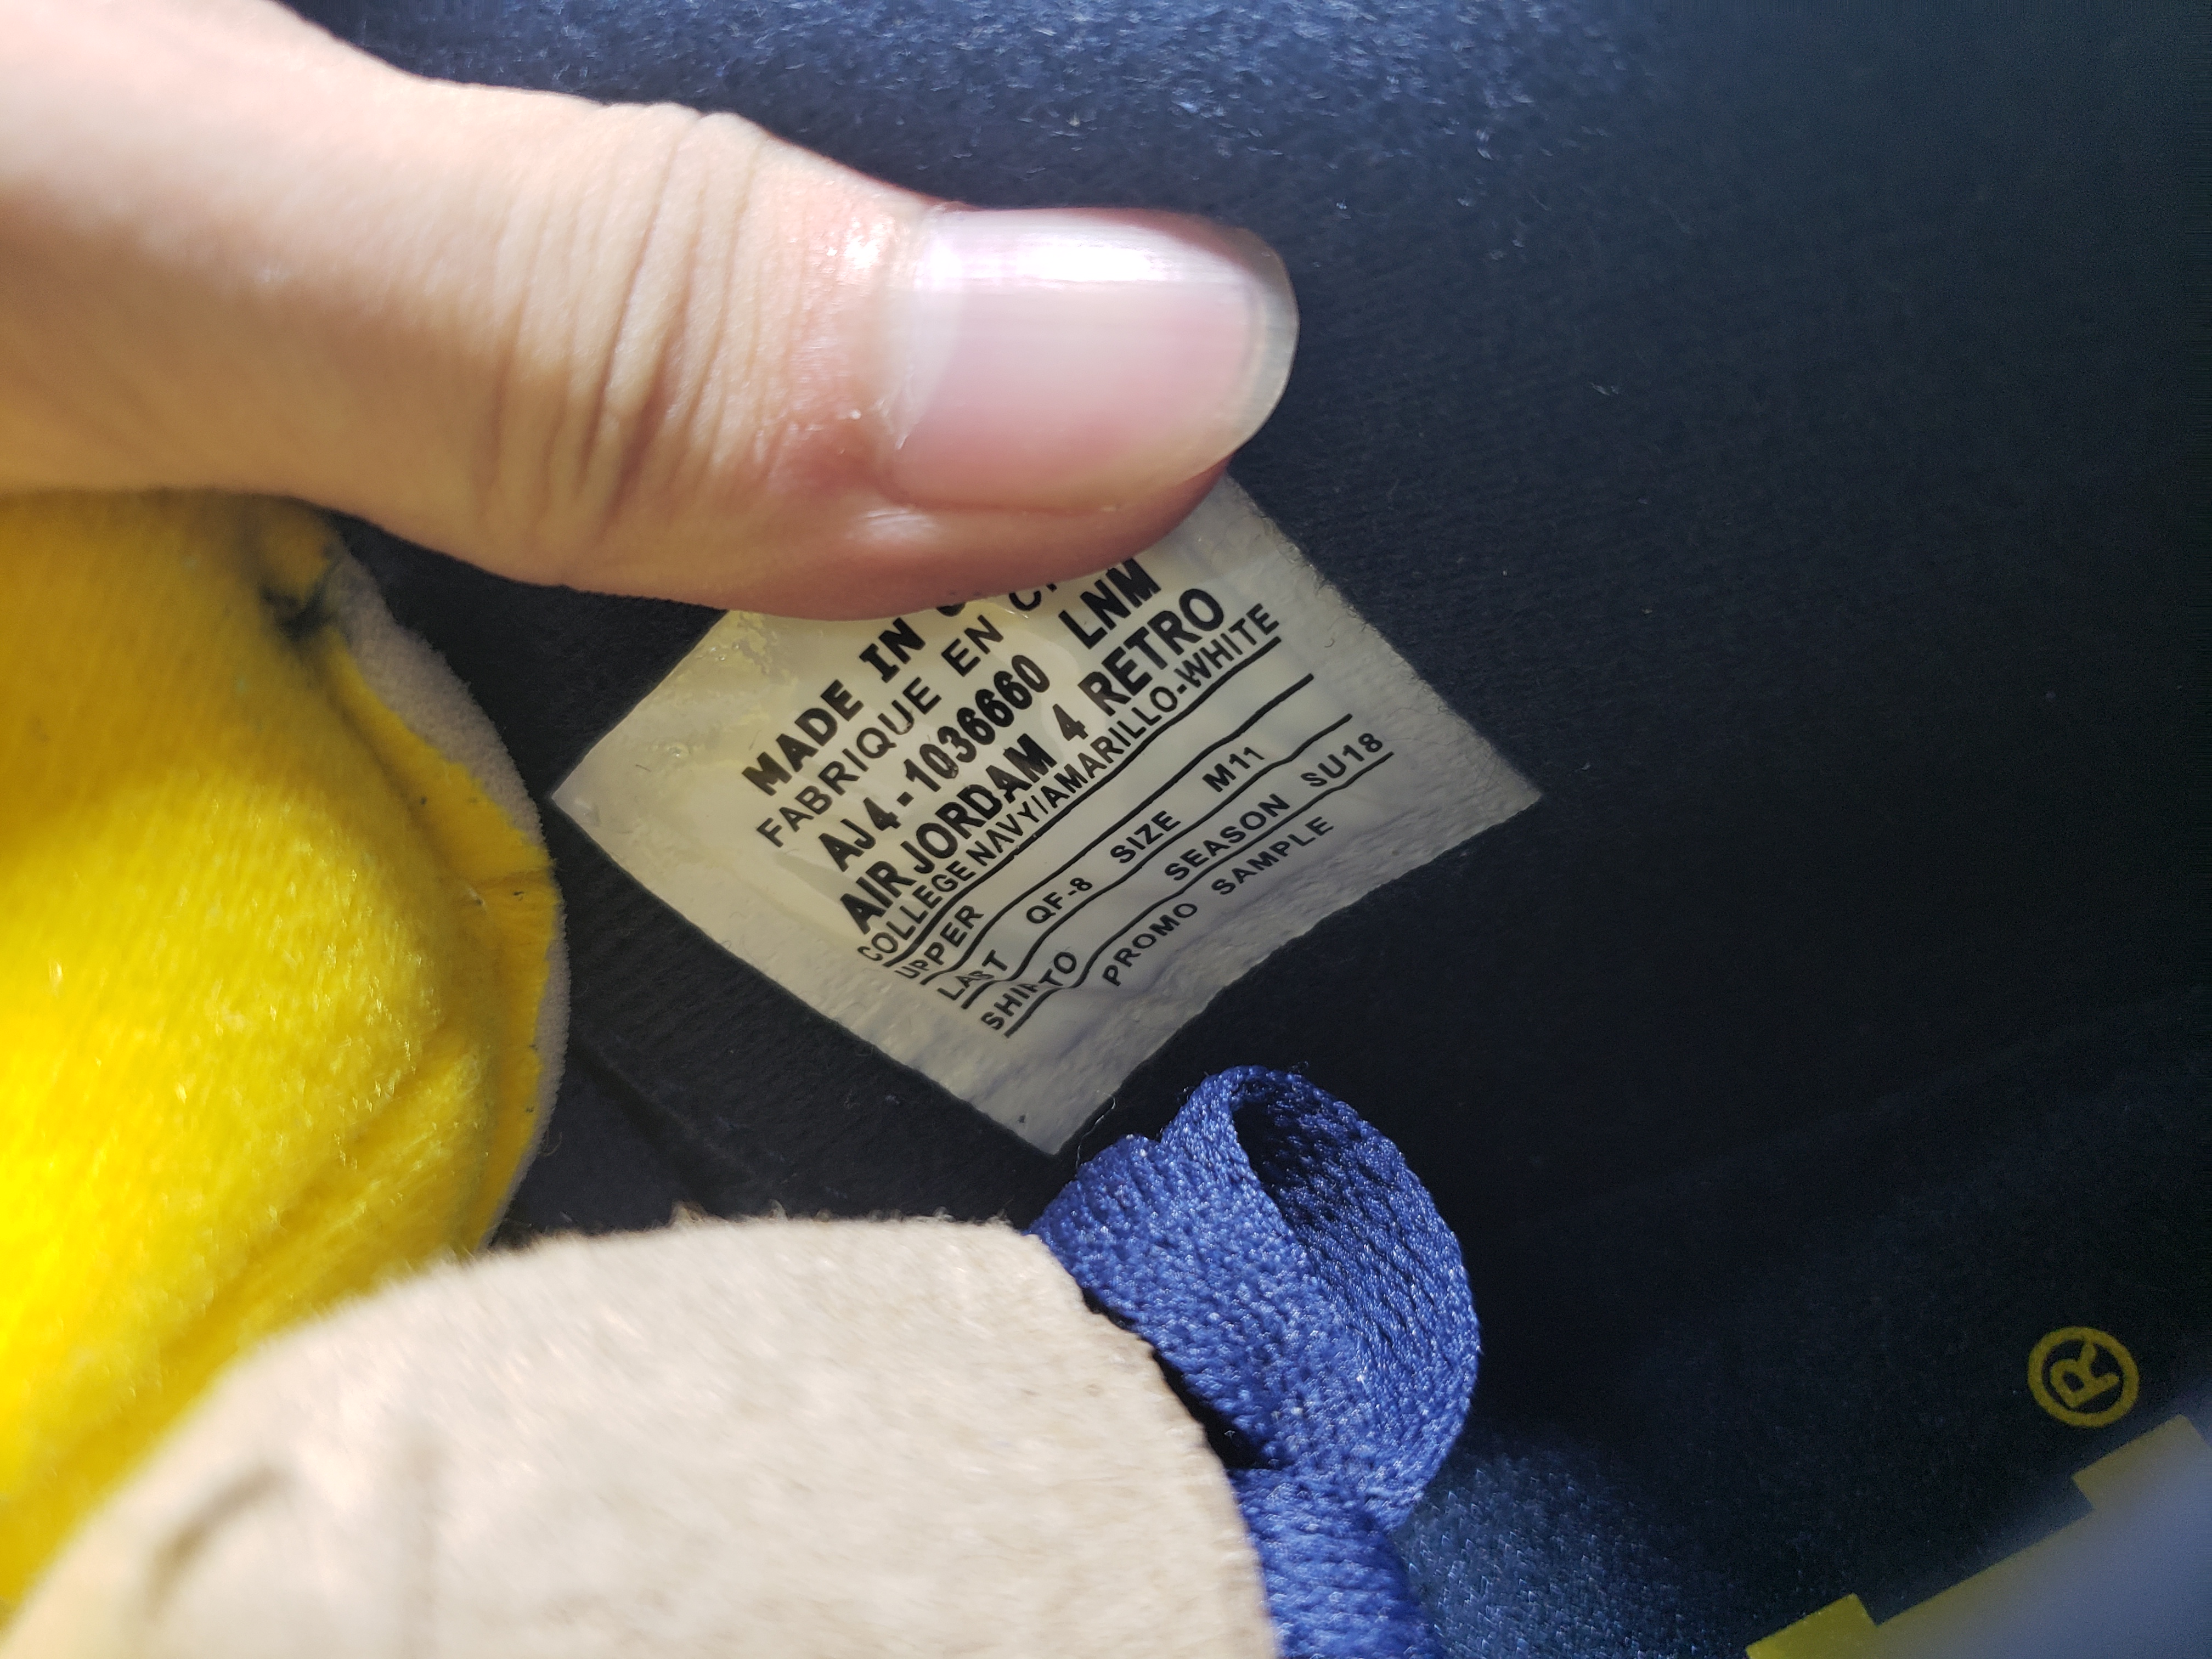 MADE IN
FABRIQUE EN
AJ4-1036660 LNM
AIR JORDAM 4 RETRO
COLLEGE NAVY/AMARILLO-WHITE
UPPER
LAST QF-8 SIZE M11
SHIPTO SEASON SU18
PROMO SAMPLE
®